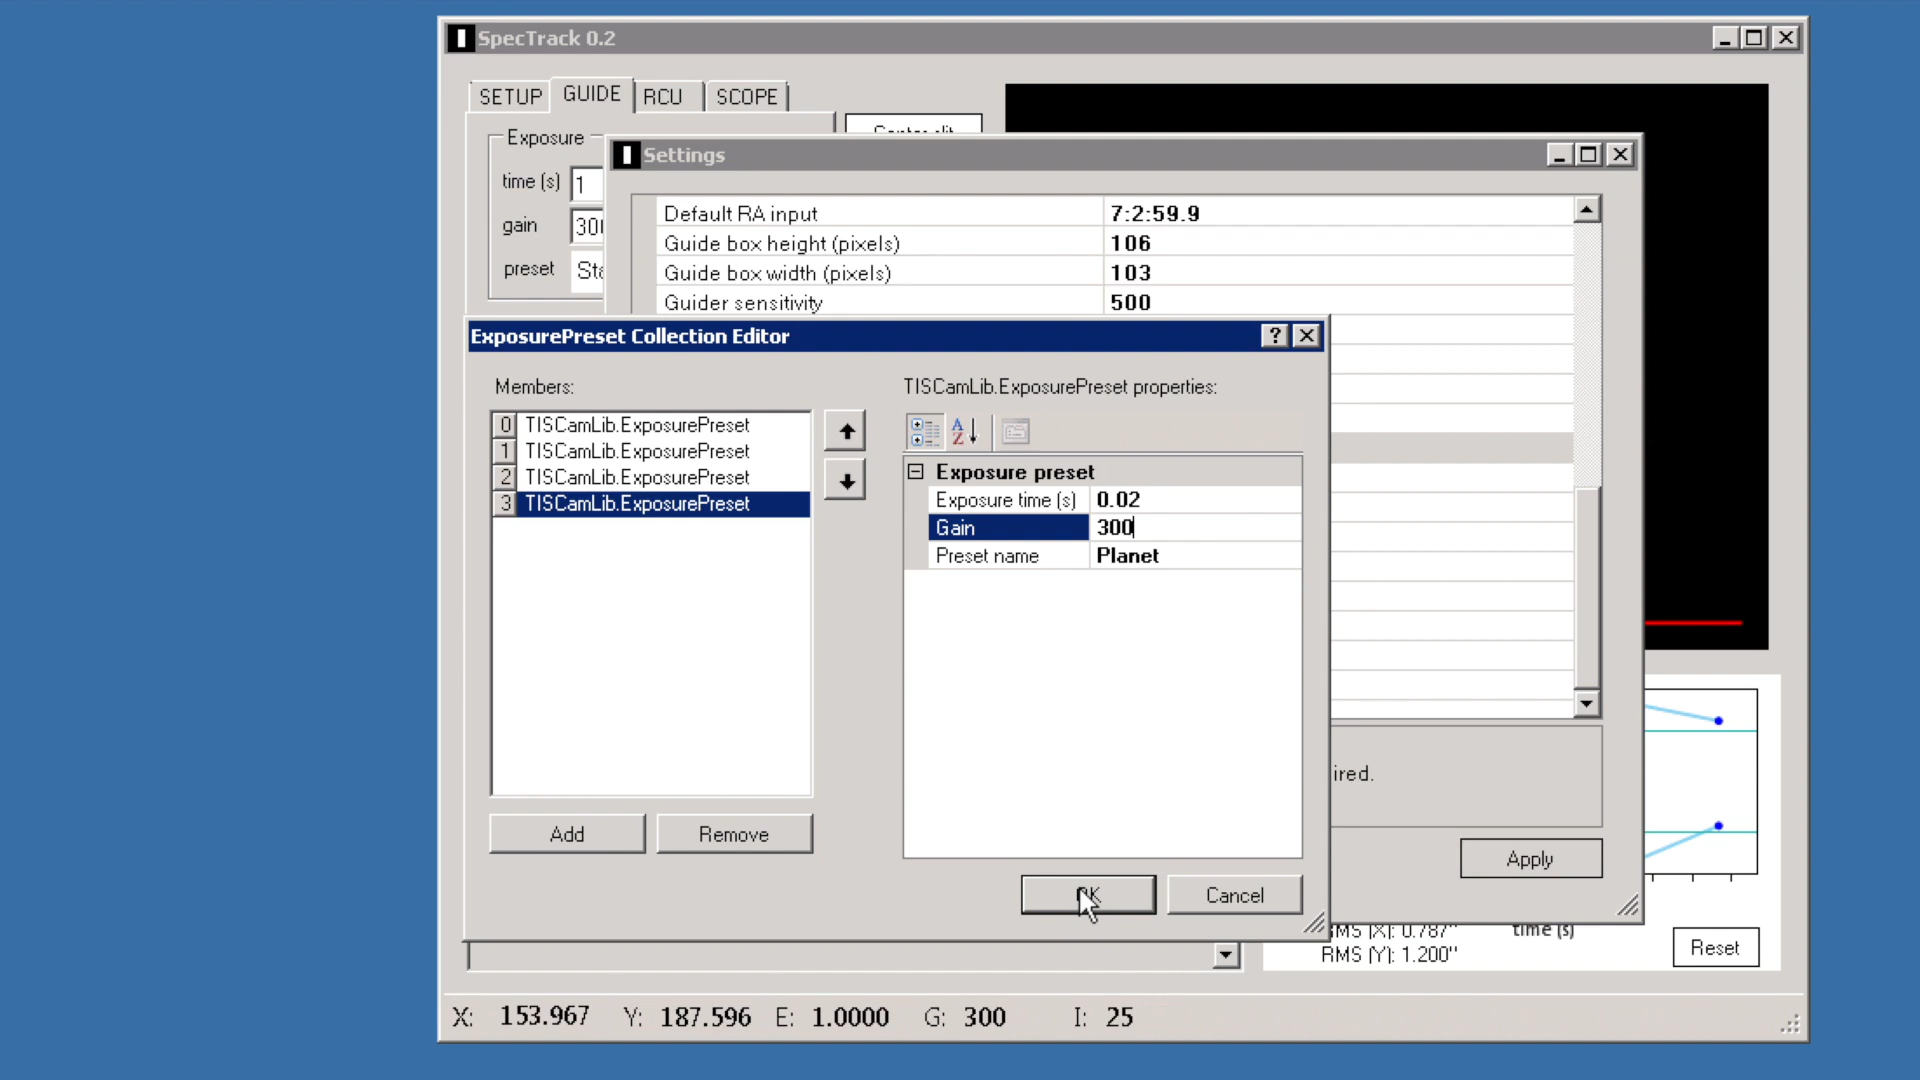 SpecTrack 0.2
SETUP GUIDE RCU SCOPE
Exposure
time (s) 1
gain
preset
Settings
Default RA input 7:2:59.9
Guide box height (pixels) 106
Guide box width (pixels) 103
Guider sensitivity 500
ExposurePreset Collection Editor
Members:
TISCamLib.ExposurePreset properties:
0 TISCamLib.ExposurePreset
1 TISCamLib.ExposurePreset
2 TISCamLib.ExposurePreset
3 TISCamLib.ExposurePreset
Exposure preset
Exposure time (s) 0.02
Gain 300
Preset name Planet
ired.
Add Remove
Apply
OK Cancel
RMS (X): 0.787" time (s)
RMS (Y): 1.200"
Reset
X: 153.967 Y: 187.596 E: 1.0000 G: 300 I: 25